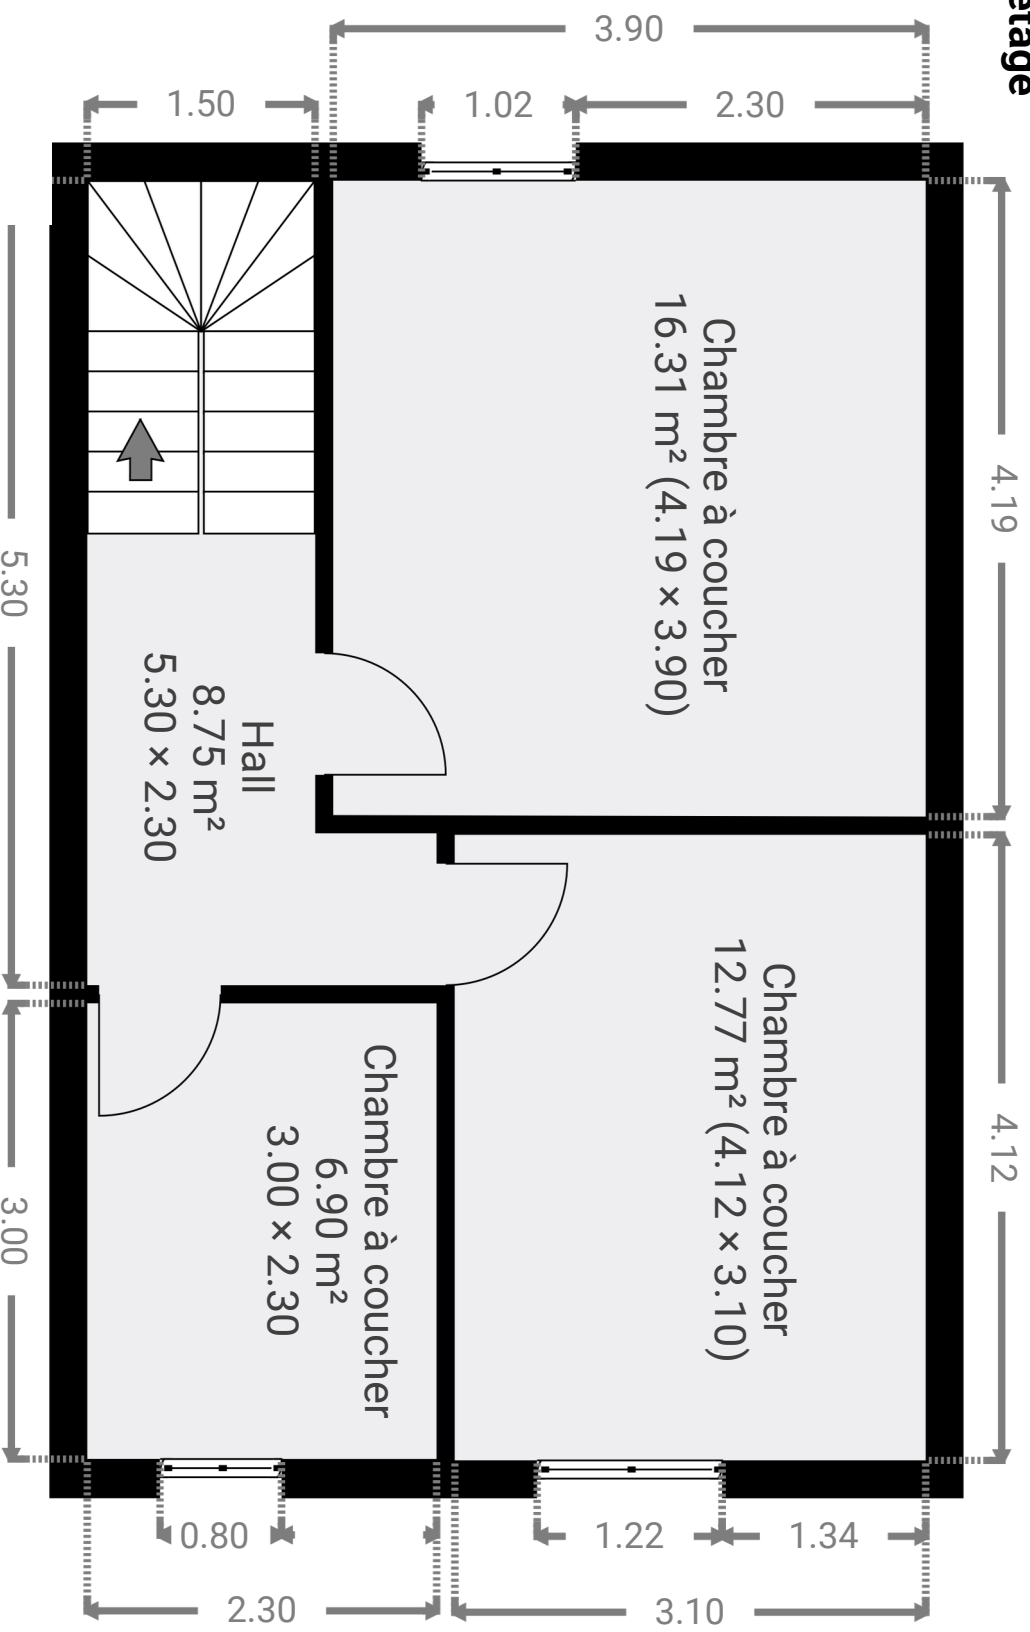 étage
3.90
1.50
1.02
2.30
4.19
5.30
Chambre à coucher
16.31 m² (4.19 × 3.90)
Hall
8.75 m²
5.30 × 2.30
Chambre à coucher
12.77 m² (4.12 × 3.10)
4.12
Chambre à coucher
6.90 m²
3.00 × 2.30
3.00
0.80
1.22
1.34
2.30
3.10